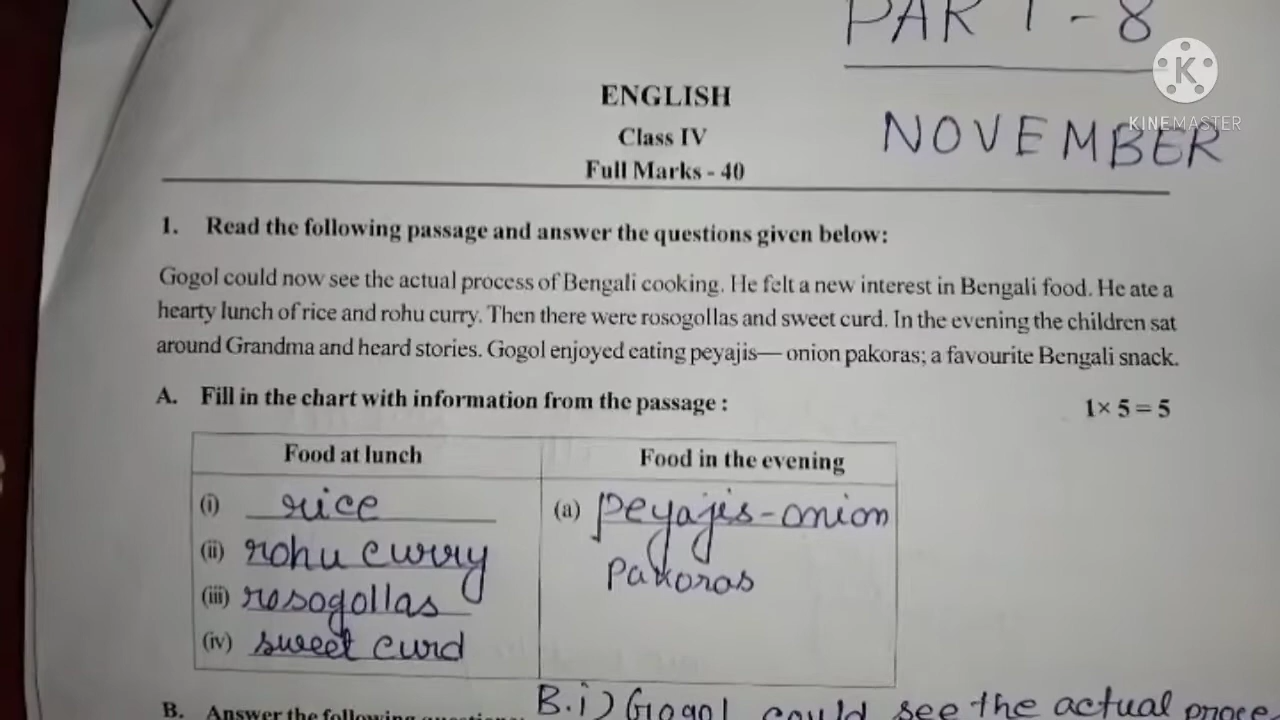 PART - 8
KINEMASTER
NOVEMBER
ENGLISH
Class IV
Full Marks - 40
1. Read the following passage and answer the questions given below:
Gogol could now see the actual process of Bengali cooking. He felt a new interest in Bengali food. He ate a
hearty lunch of rice and rohu curry. Then there were rosogollas and sweet curd. In the evening the children sat
around Grandma and heard stories. Gogol enjoyed eating peyajis— onion pakoras; a favourite Bengali snack.
A. Fill in the chart with information from the passage : 1× 5 = 5
Food at lunch Food in the evening
(i) rice (a) peyajis-onion
(ii) rohu curry pakoras
(iii) rosogollas
(iv) sweet curd
B. Answer the following questions: B.i) Gogol could see the actual proce